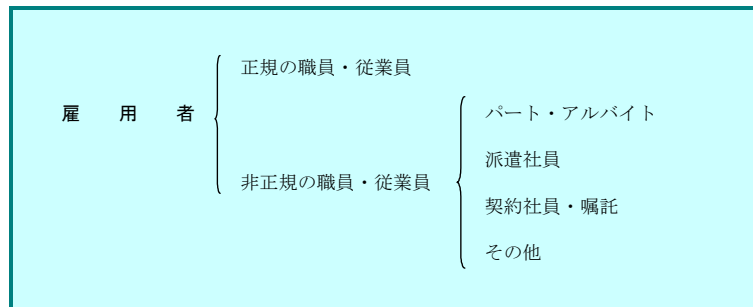 正規の職員・従業員
雇 用 者
パート・アルバイト
派遣社員
非正規の職員・従業員
契約社員・嘱託
その他